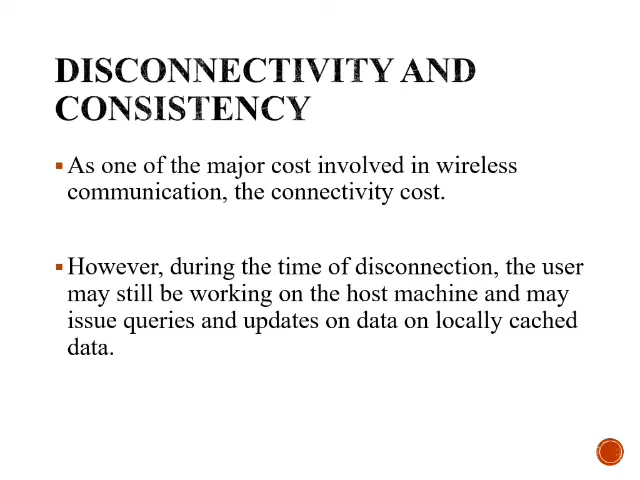 DISCONNECTIVITY AND
CONSISTENCY
▪ As one of the major cost involved in wireless
communication, the connectivity cost.
▪ However, during the time of disconnection, the user
may still be working on the host machine and may
issue queries and updates on data on locally cached
data.